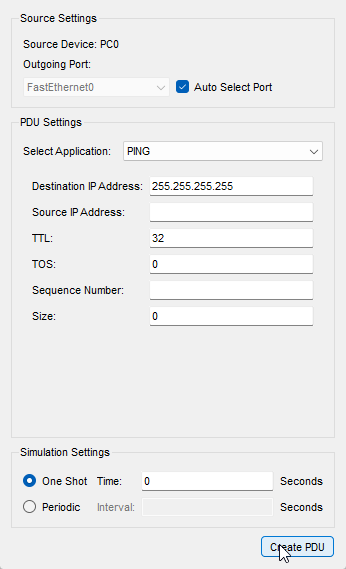 Source Settings
Source Device: PC0
Outgoing Port:
FastEthernet0 Auto Select Port
PDU Settings
Select Application: PING
Destination IP Address: 255.255.255.255
Source IP Address:
TTL: 32
TOS: 0
Sequence Number:
Size: 0
Simulation Settings
One Shot Time: 0 Seconds
Periodic Interval: Seconds
Create PDU